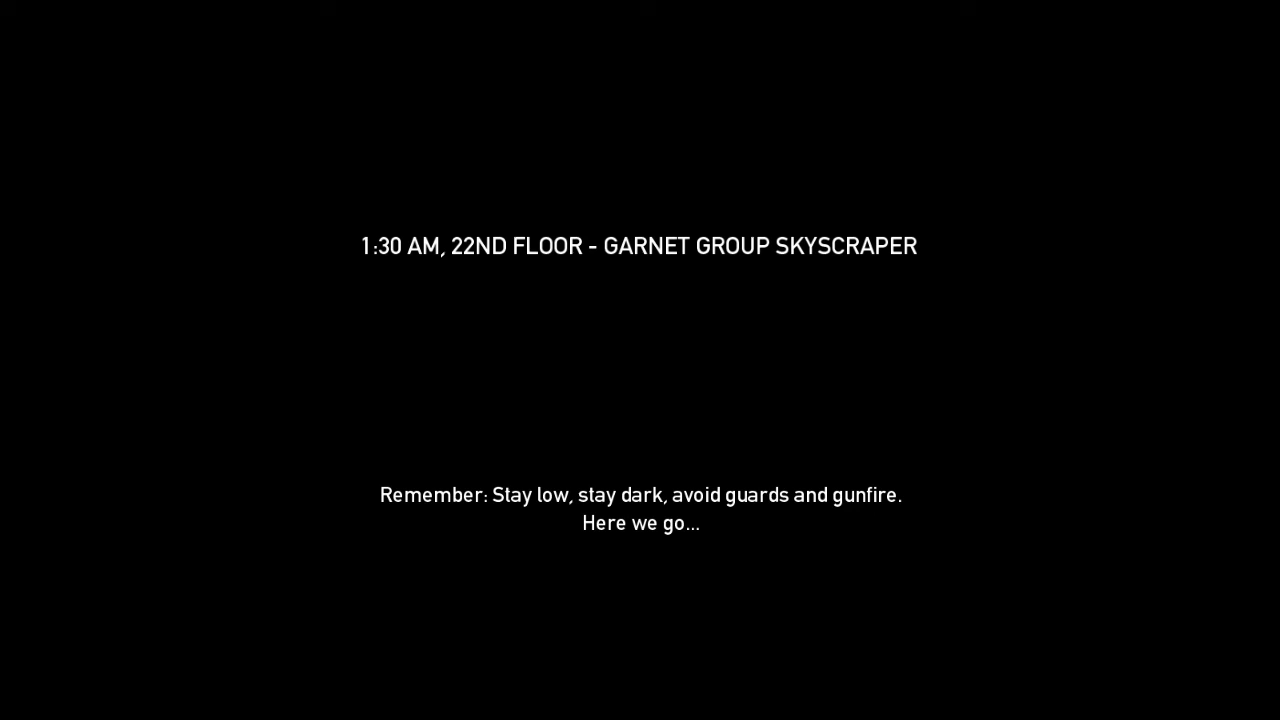 1:30 AM, 22ND FLOOR - GARNET GROUP SKYSCRAPER
Remember: Stay low, stay dark, avoid guards and gunfire.
Here we go...